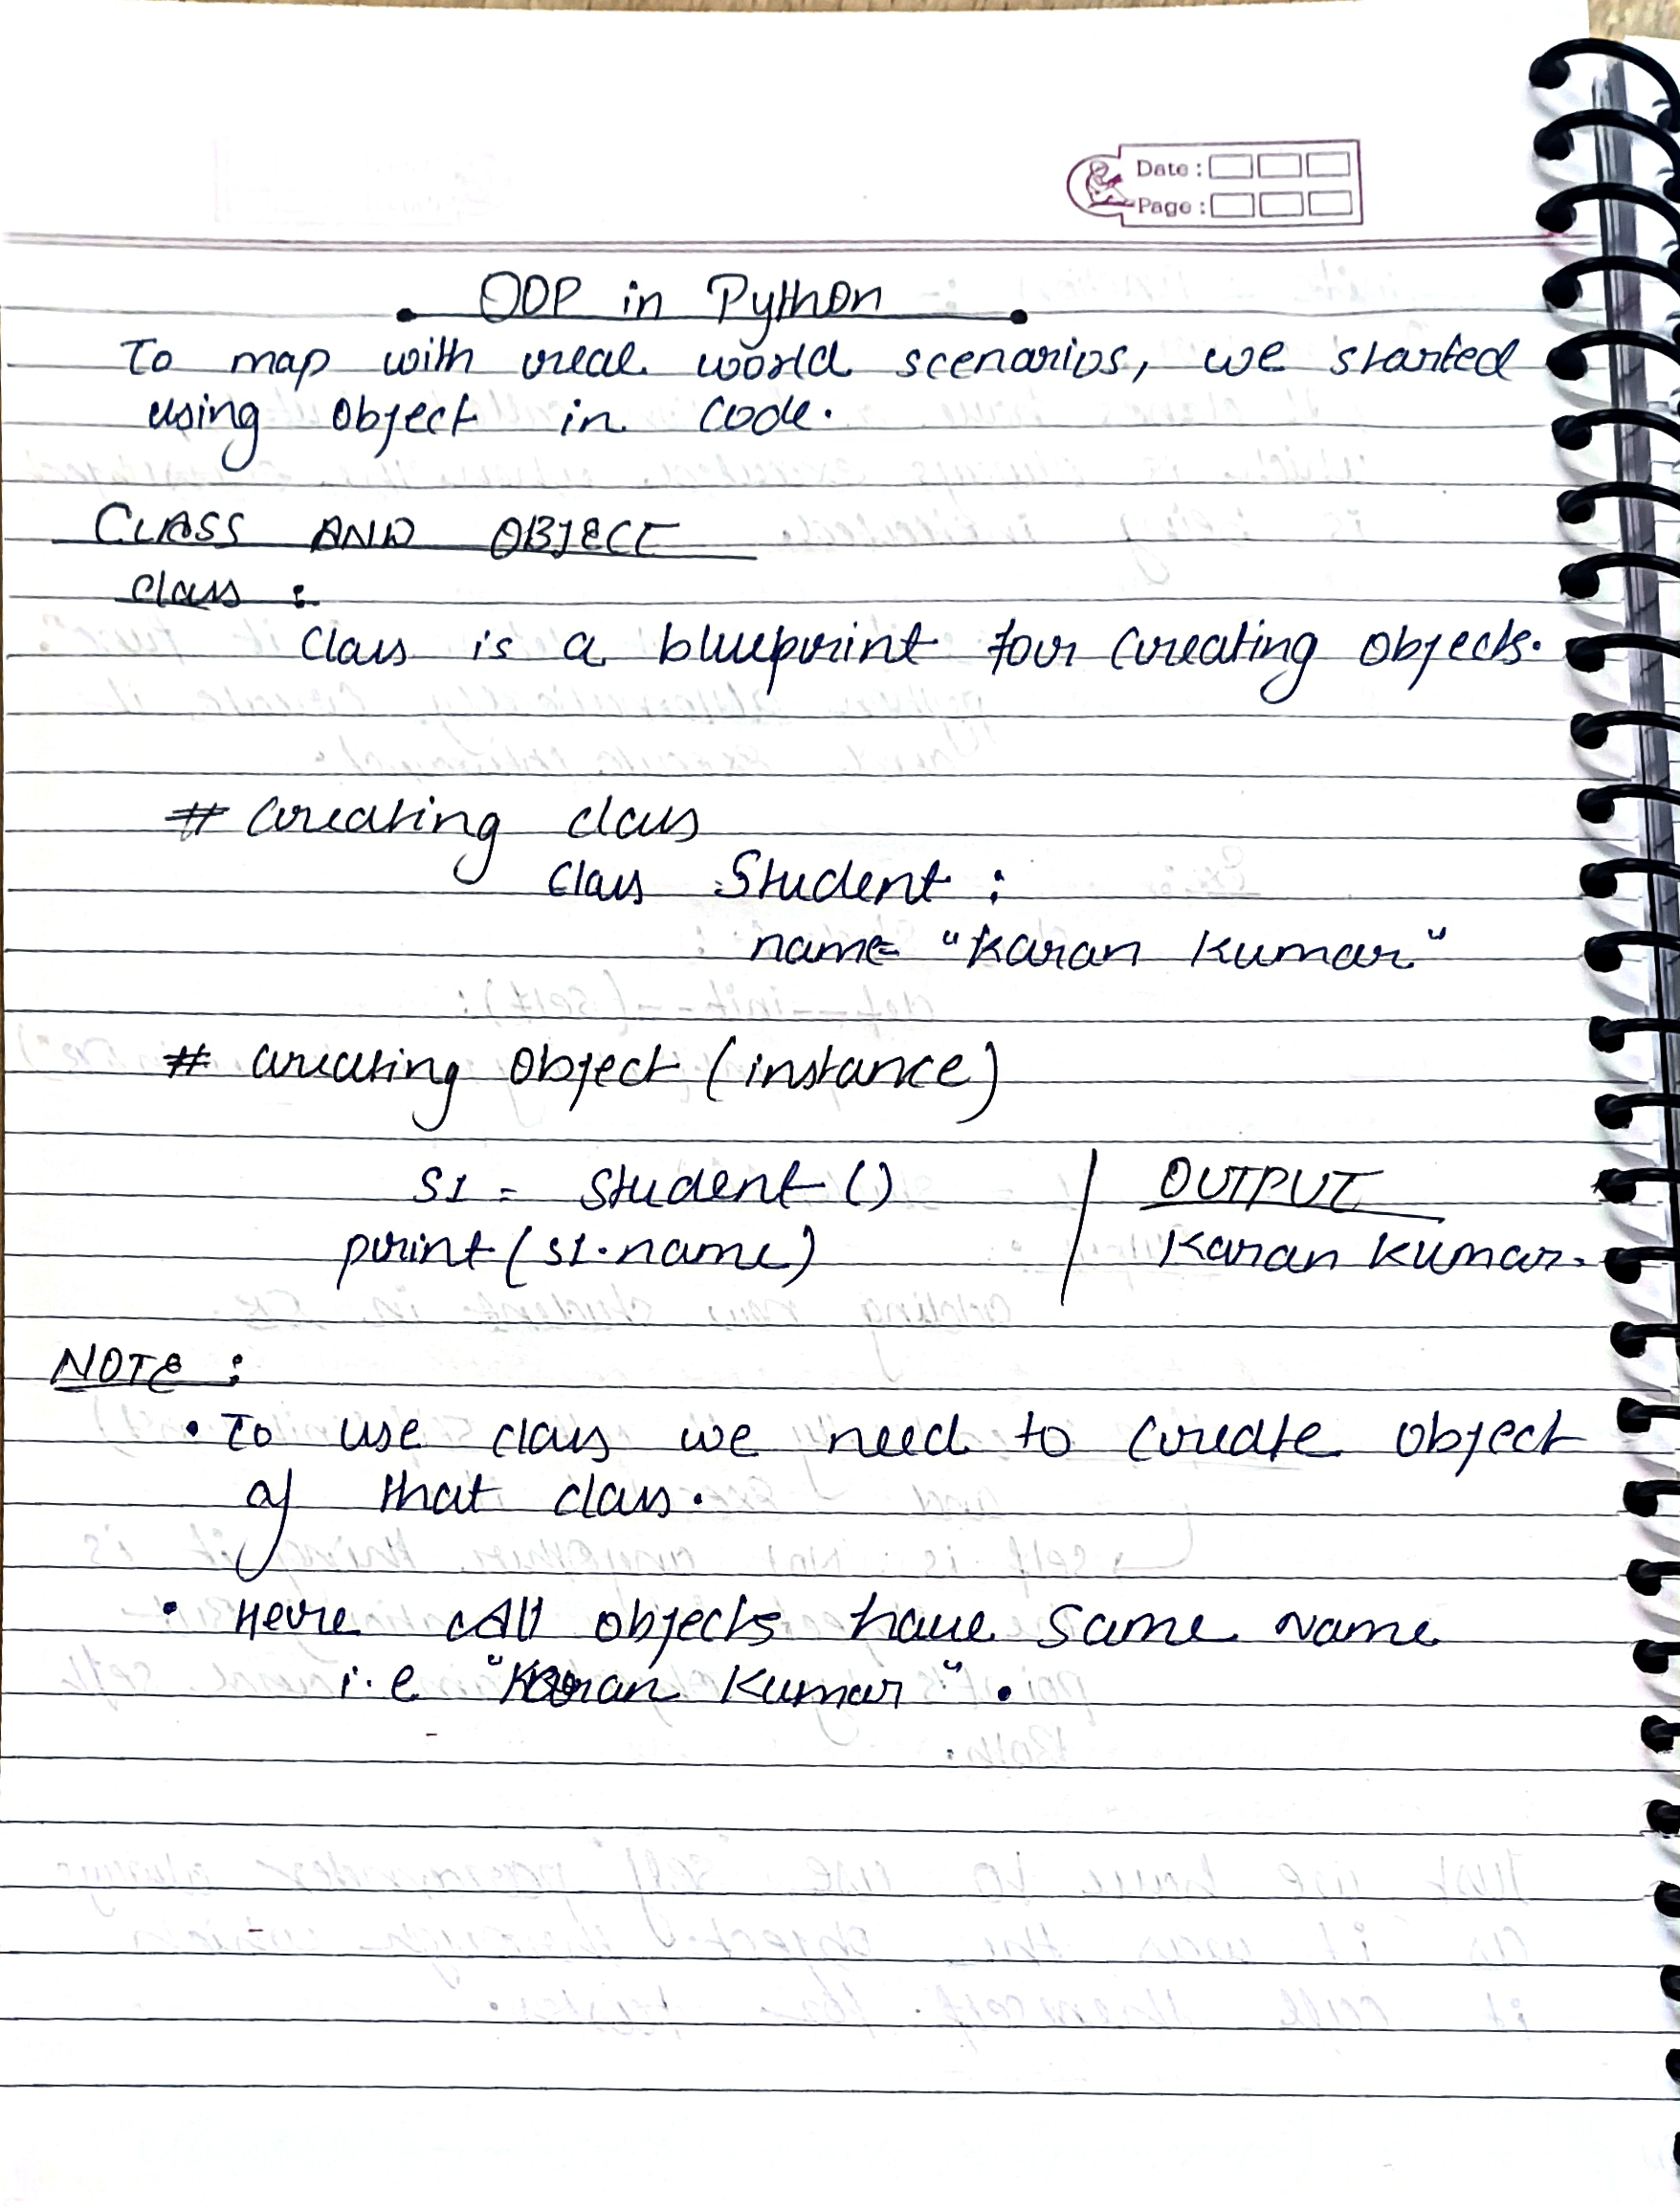 Date :
Page :
OOP in Python
To map with real world scenarios, we started
using object in code.
CLASS AND OBJECT
class :
Class is a blueprint for creating objects.
# creating class
class Student :
name= "karan kumar"
# creating object (instance)
S1 = student ()
print (s1.name)
OUTPUT
karan kumar.
NOTE :
• To use class we need to create object
of that class.
• Here all objects have same name
i.e "Karan Kumar".